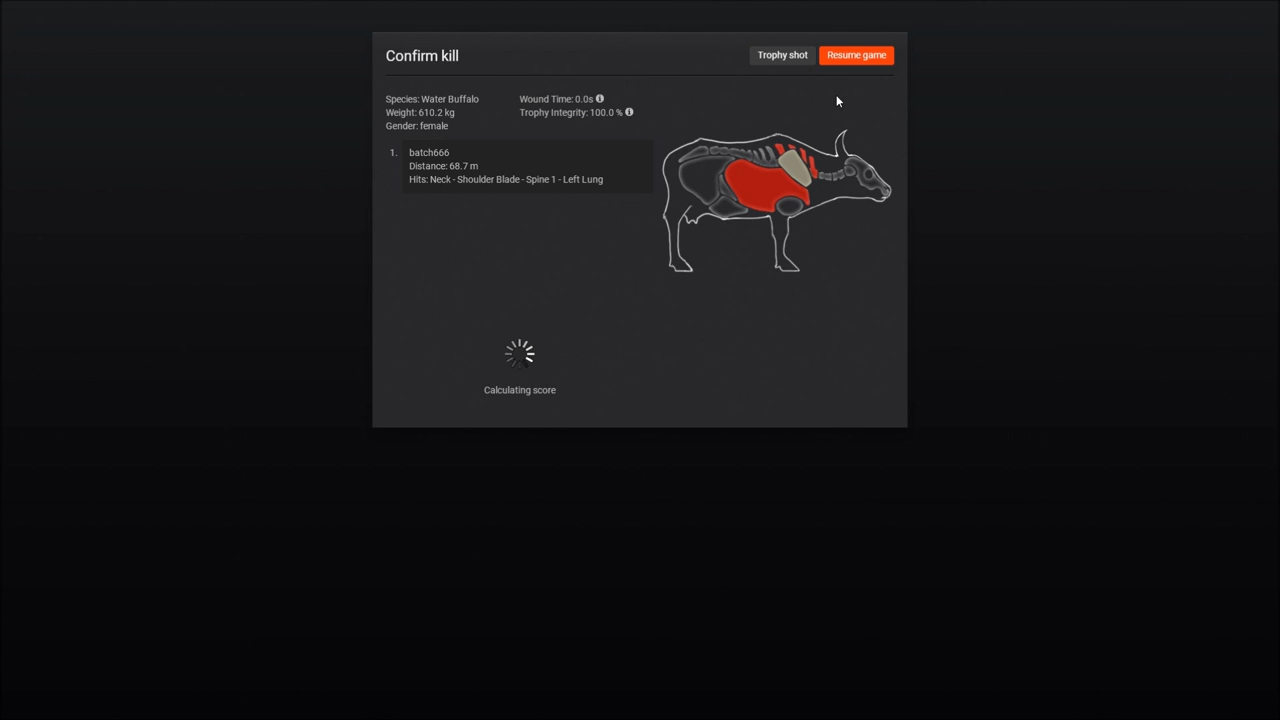 Confirm kill
Trophy shot
Resume game
Species: Water Buffalo
Weight: 610.2 kg
Gender: female
Wound Time: 0.0s
Trophy Integrity: 100.0 %
1.
batch666
Distance: 68.7 m
Hits: Neck - Shoulder Blade - Spine 1 - Left Lung
Calculating score